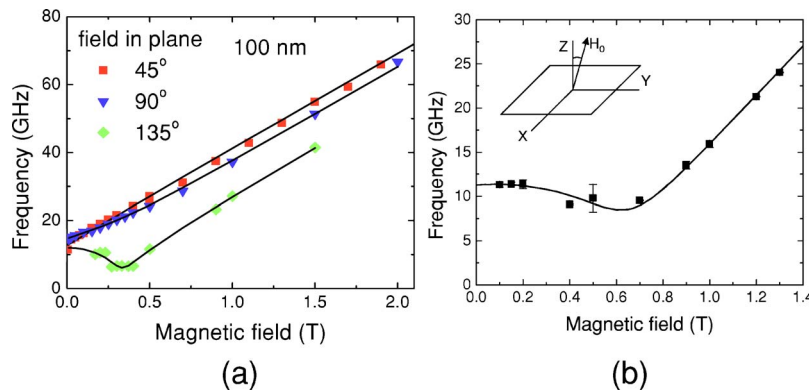 (a)
field in plane
100 nm
45°
90°
135°
Frequency (GHz)
80
60
40
20
0
0.0 0.5 1.0 1.5 2.0
Magnetic field (T)
(a)
(b)
Z
H0
Y
X
Frequency (GHz)
30
25
20
15
10
5
0
0.0 0.2 0.4 0.6 0.8 1.0 1.2 1.4
Magnetic field (T)
(b)